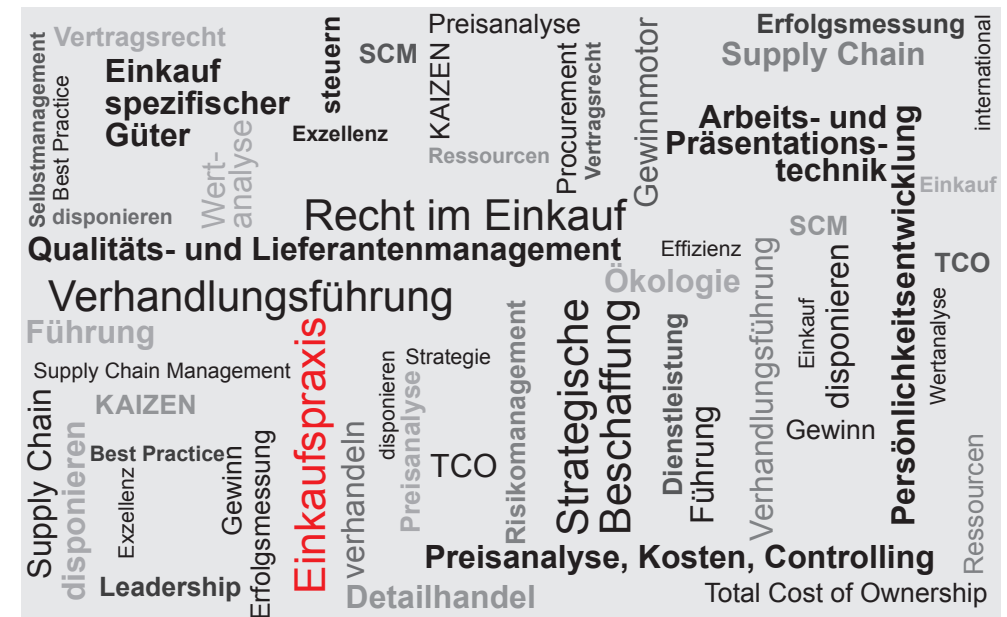 Preisanalyse
Erfolgsmessung
international
Vertragsrecht
steuern
SCM
Supply Chain
Selbstmanagement
Best Practice
Einkauf
spezifischer
Güter
KAIZEN
Procurement
Vertragsrecht
Gewinnmotor
Exzellenz
Arbeits- und
Präsentations-
technik
Wert-
analyse
Ressourcen
Persönlichkeitsentwicklung
Einkauf
disponieren
Recht im Einkauf
SCM
Qualitäts- und Lieferantenmanagement
Effizienz
Verhandlungsführung
disponieren
TCO
Ökologie
Verhandlungsführung
Einkauf
Wertanalyse
Führung
Einkaufspraxis
Risikomanagement
Strategische
Beschaffung
Dienstleistung
Strategie
disponieren
Preisanalyse
Supply Chain Management
KAIZEN
Supply Chain
disponieren
Best Practice
Gewinn
Erfolgsmessung
verhandeln
TCO
Führung
Gewinn
Ressourcen
Exzellenz
Preisanalyse, Kosten, Controlling
Leadership
Detailhandel
Total Cost of Ownership